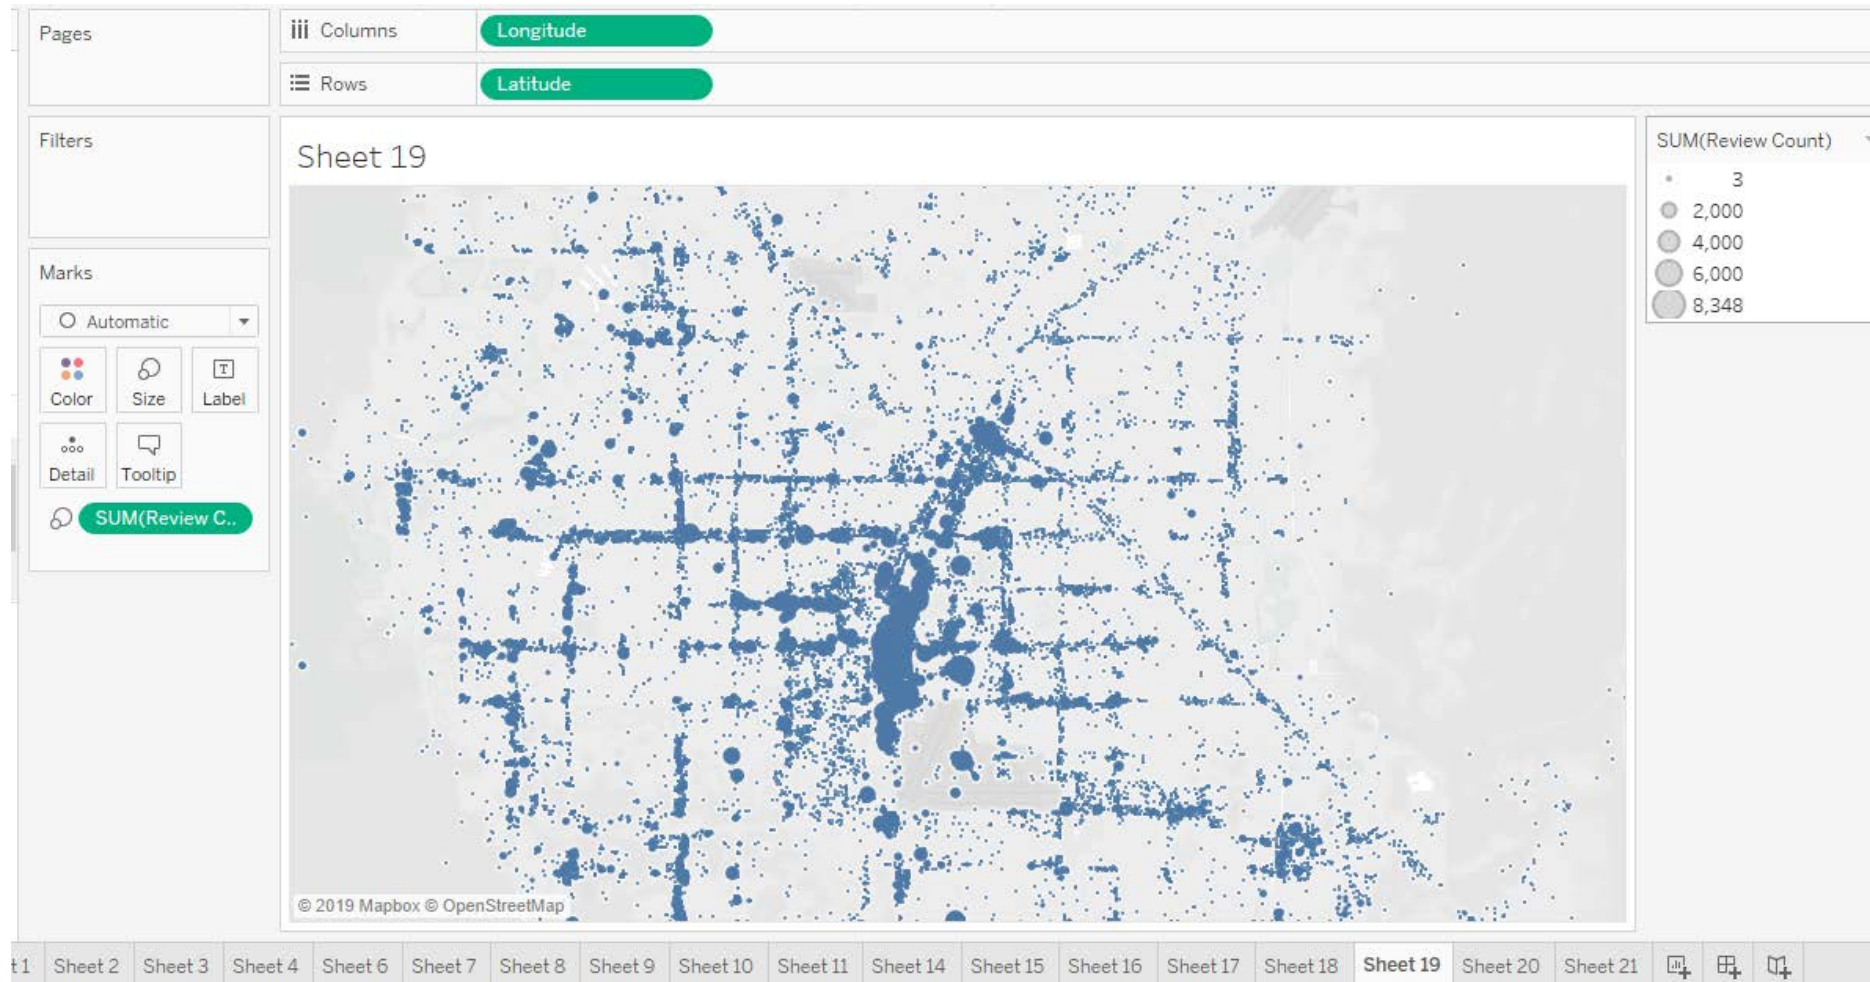 Pages
Columns
Longitude
Rows
Latitude
Filters
Sheet 19
SUM(Review Count)
3
2,000
4,000
6,000
8,348
Marks
Automatic
Color
Size
T
Label
Detail
Tooltip
SUM(Review C..
© 2019 Mapbox © OpenStreetMap
t 1 Sheet 2 Sheet 3 Sheet 4 Sheet 6 Sheet 7 Sheet 8 Sheet 9 Sheet 10 Sheet 11 Sheet 14 Sheet 15 Sheet 16 Sheet 17 Sheet 18 Sheet 19 Sheet 20 Sheet 21